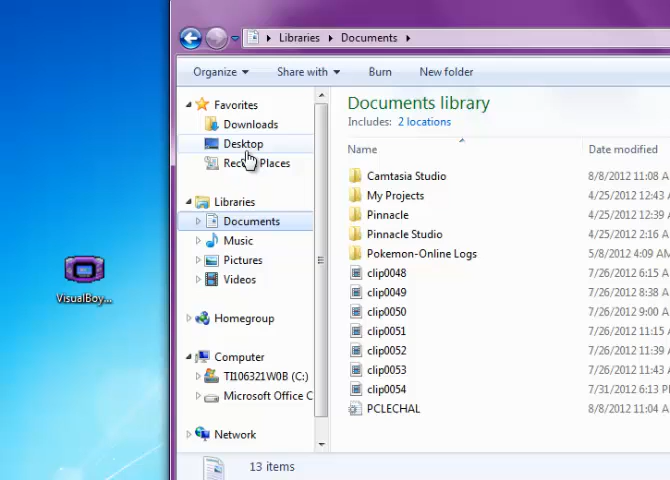 Libraries Documents
Organize Share with Burn New folder
Favorites
Downloads
Desktop
Places
Libraries
Documents
Music
Pictures
Videos
Homegroup
Computer
TI106321W0B (C:)
Microsoft Office C
Network
Documents library
Includes: 2 locations
Name Date modified
Camtasia Studio 8/8/2012 11:08 A
My Projects 4/25/2012 12:43
Pinnacle 4/25/2012 12:39
Pinnacle Studio 4/25/2012 2:16 A
Pokemon-Online Logs 5/8/2012 4:09 A
clip0048 7/26/2012 6:15 A
clip0049 7/26/2012 8:38 A
clip0050 7/26/2012 9:00 A
clip0051 7/26/2012 11:10
clip0052 7/26/2012 11:39
clip0053 7/26/2012 11:43
clip0054 7/31/2012 6:13 P
PCLECHAL 8/8/2012 11:04 A
13 items
VisualBoy...